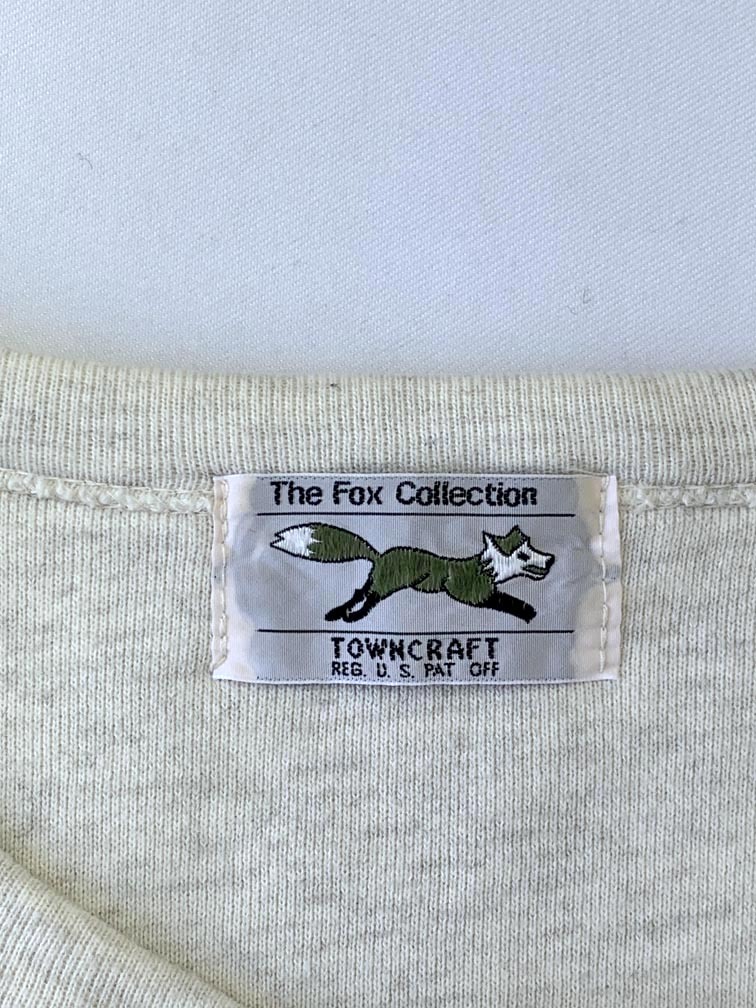 The Fox Collection
TOWNCRAFT
REG. U. S. PAT OFF